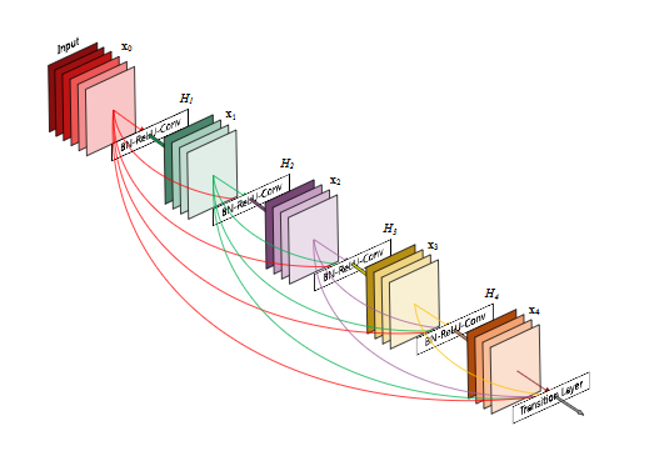 Input
x0
H1
BN-ReLU-Conv
x1
H2
BN-ReLU-Conv
x2
H3
BN-ReLU-Conv
x3
H4
BN-ReLU-Conv
x4
Transition Layer